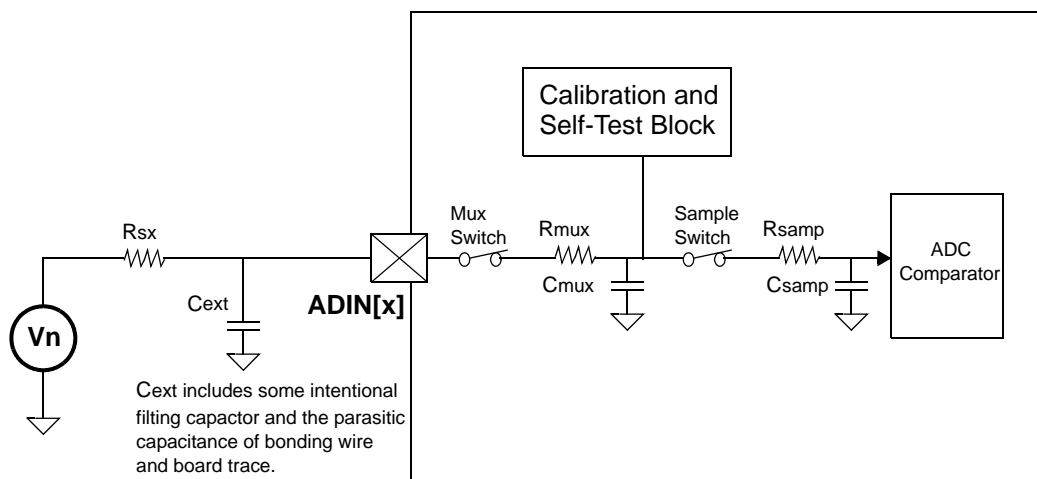 Calibration and
Self-Test Block
Mux
Switch
Rmux
Sample
Switch
Rsamp
ADC
Comparator
Rsx
Cmux
Csamp
Cext
ADIN[x]
Vn
Cext includes some intentional
filting capactor and the parasitic
capacitance of bonding wire
and board trace.